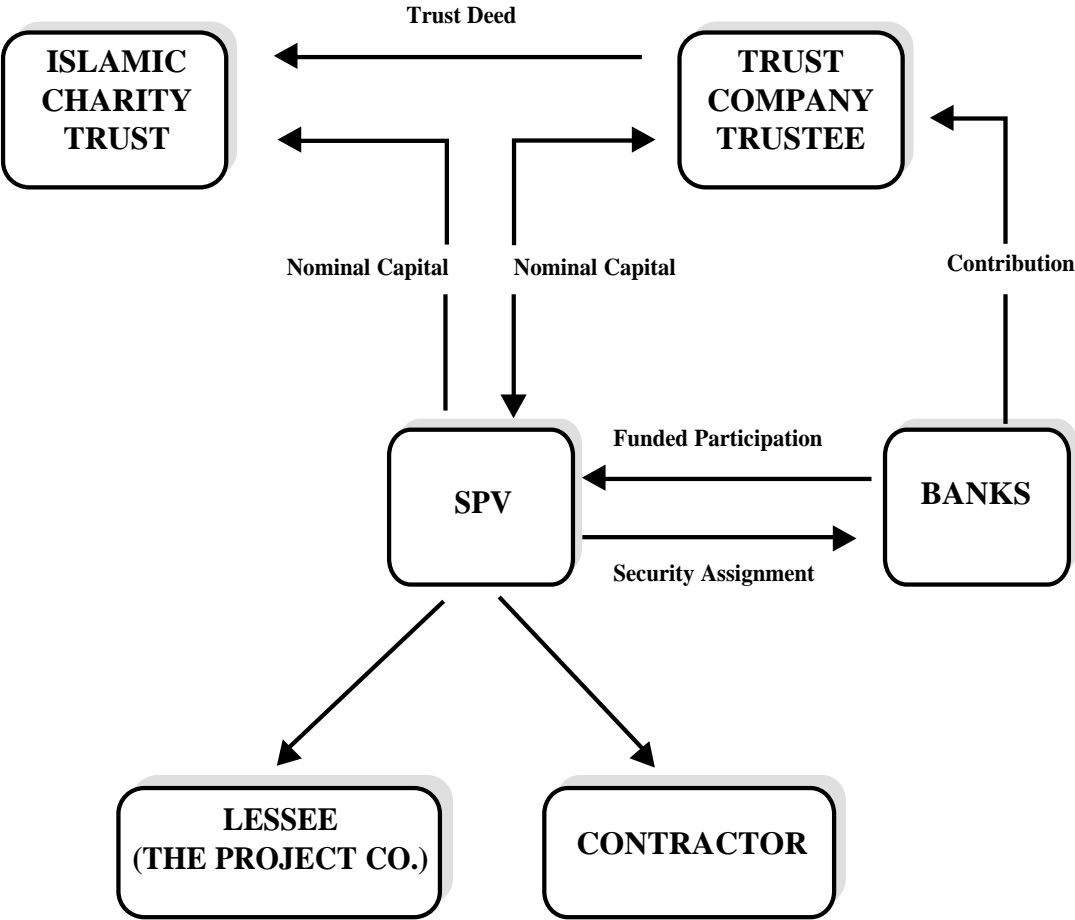 Trust Deed
ISLAMIC
CHARITY
TRUST
TRUST
COMPANY
TRUSTEE
Nominal Capital
Nominal Capital
Contribution
Funded Participation
SPV
BANKS
Security Assignment
LESSEE
(THE PROJECT CO.)
CONTRACTOR